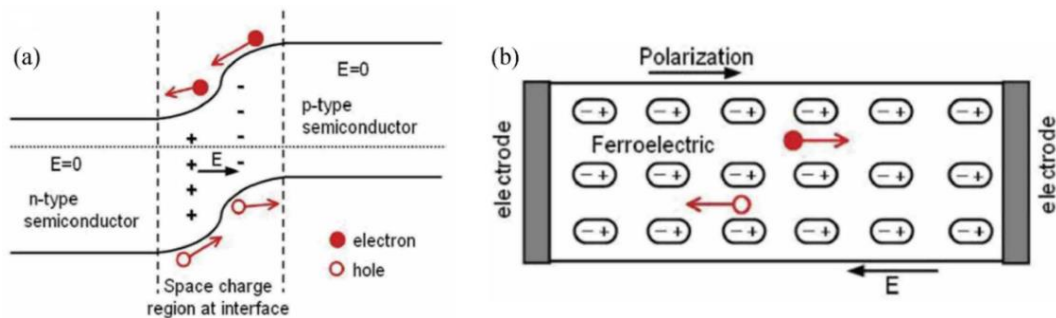 (a)
E=0
p-type
semiconductor
E=0
n-type
semiconductor
E
electron
hole
Space charge
region at interface
(b)
Polarization
electrode
Ferroelectric
electrode
E